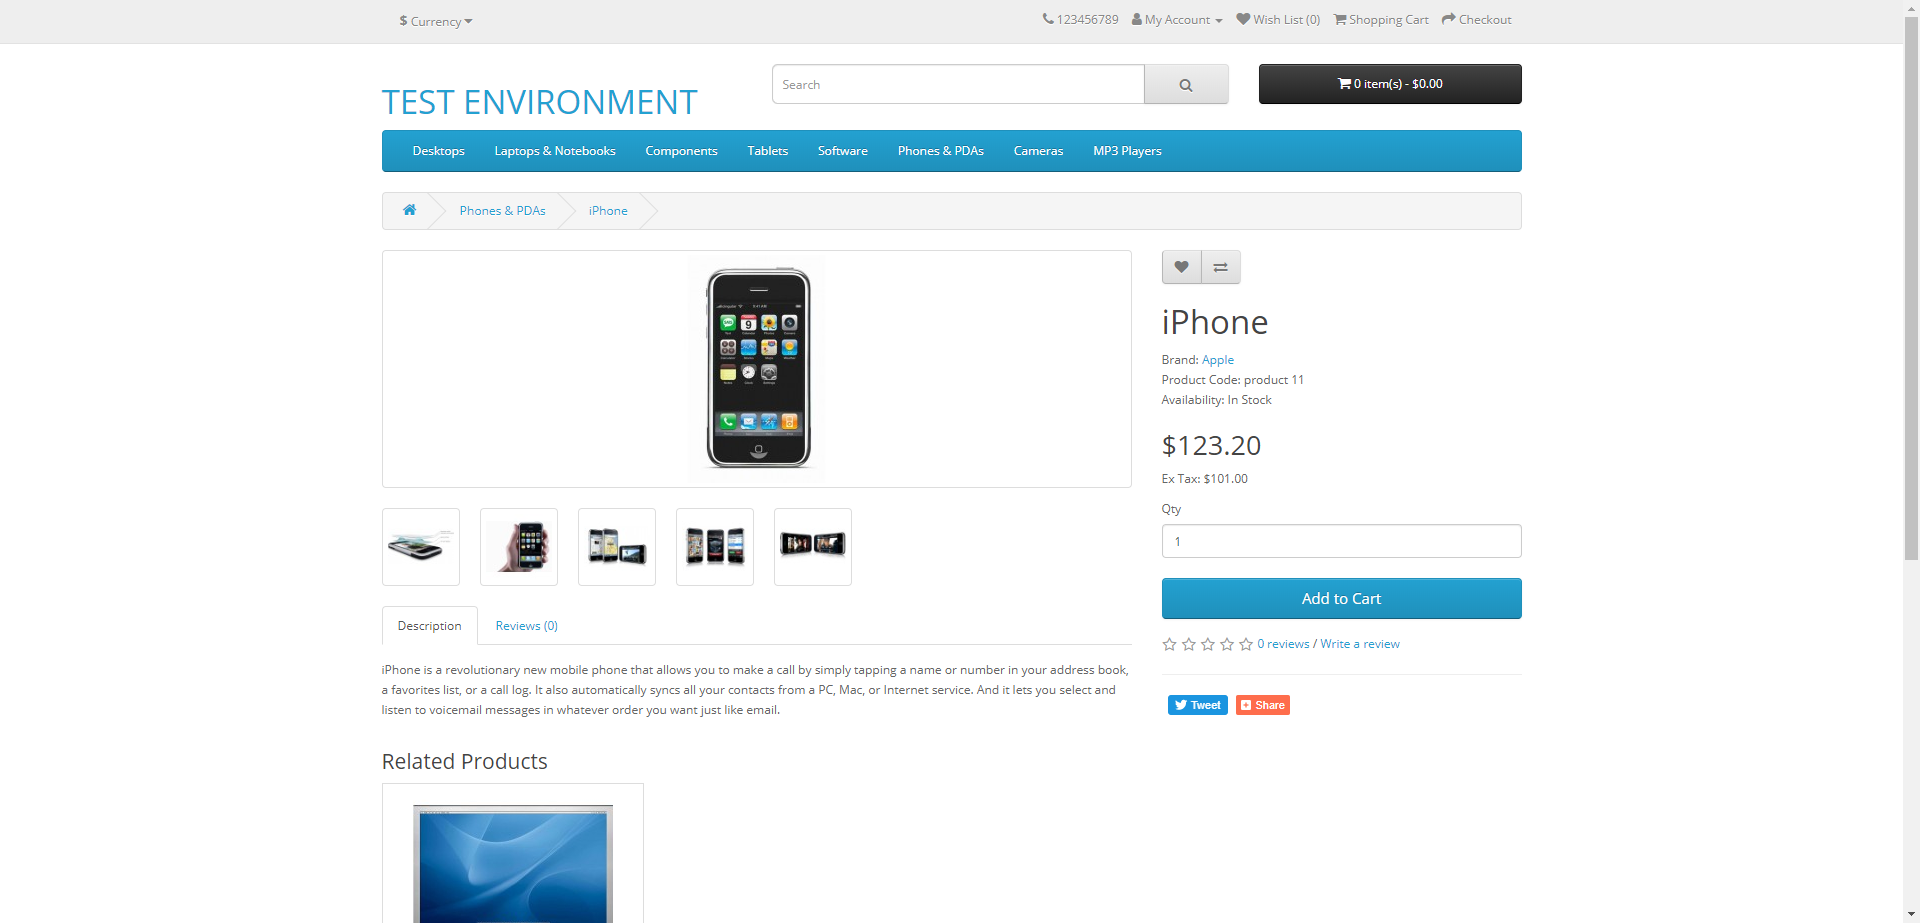 $ Currency
123456789
My Account
Wish List (0)
Shopping Cart
Checkout
TEST ENVIRONMENT
Search
0 item(s) - $0.00
Desktops
Laptops & Notebooks
Components
Tablets
Software
Phones & PDAs
Cameras
MP3 Players
Phones & PDAs
iPhone
iPhone
Brand: Apple
Product Code: product 11
Availability: In Stock
$123.20
Ex Tax: $101.00
Qty
1
Add to Cart
0 reviews / Write a review
Tweet
Share
Description
Reviews (0)
iPhone is a revolutionary new mobile phone that allows you to make a call by simply tapping a name or number in your address book,
a favorites list, or a call log. It also automatically syncs all your contacts from a PC, Mac, or Internet service. And it lets you select and
listen to voicemail messages in whatever order you want just like email.
Related Products